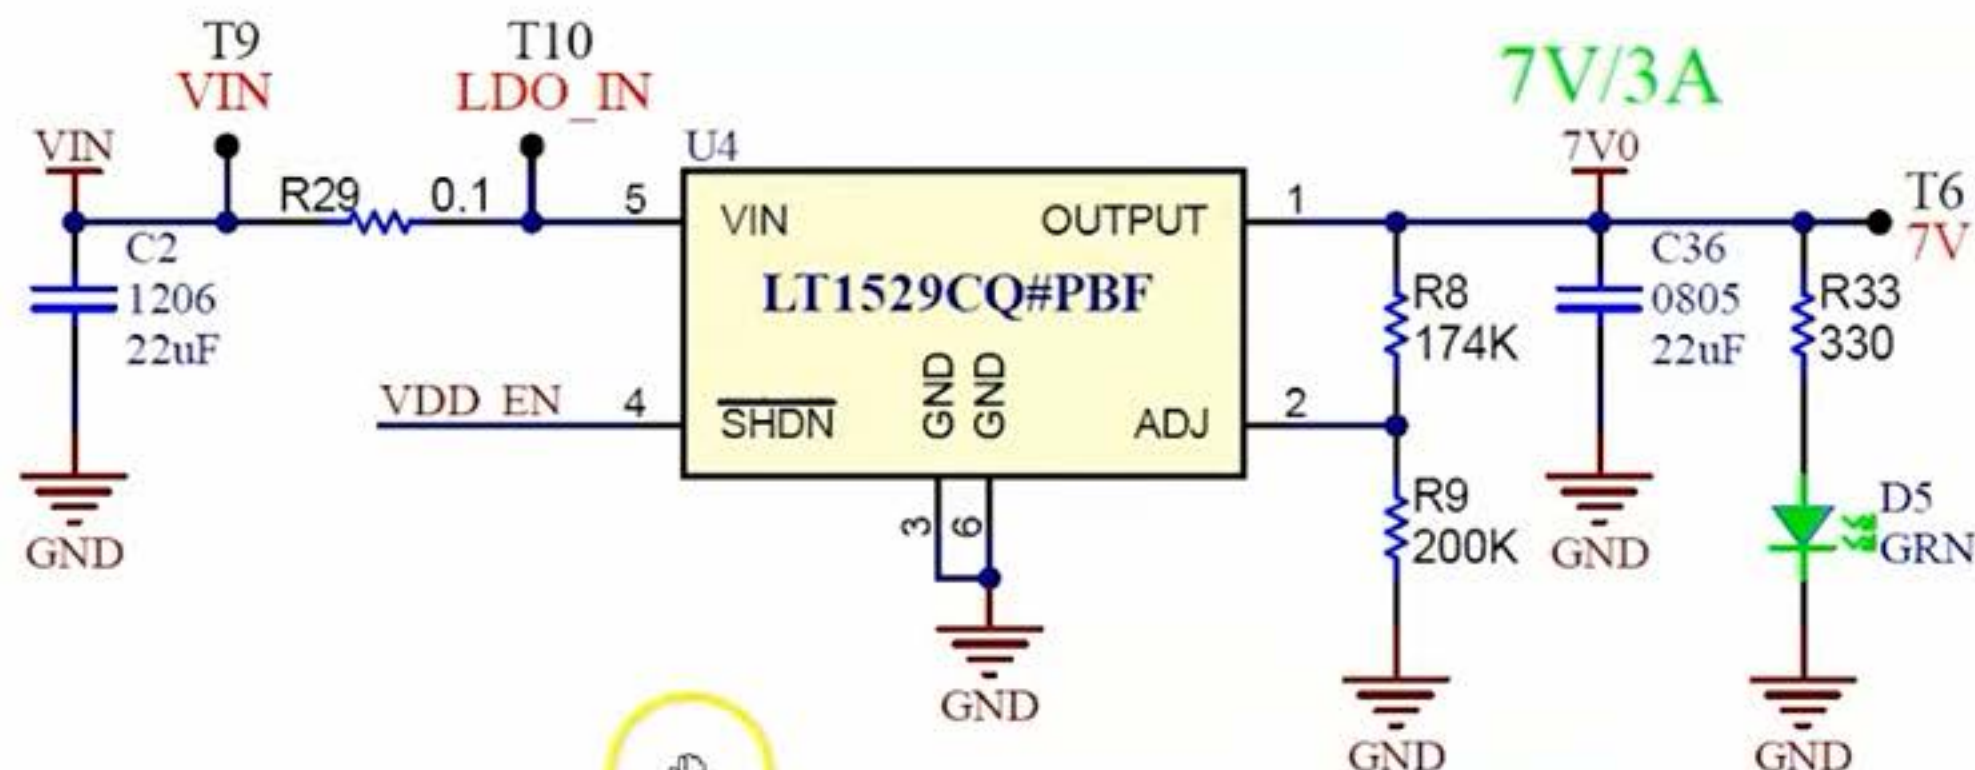 T9
VIN
T10
LDO_IN
7V/3A
VIN
U4
7V0
R29
0.1
5
VIN
OUTPUT
1
T6
7V
C2
1206
22uF
LT1529CQ#PBF
R8
174K
C36
0805
22uF
R33
330
VDD EN
4
SHDN
GND
GND
ADJ
2
R9
200K
D5
GRN
3
6
GND
GND
GND
GND
GND